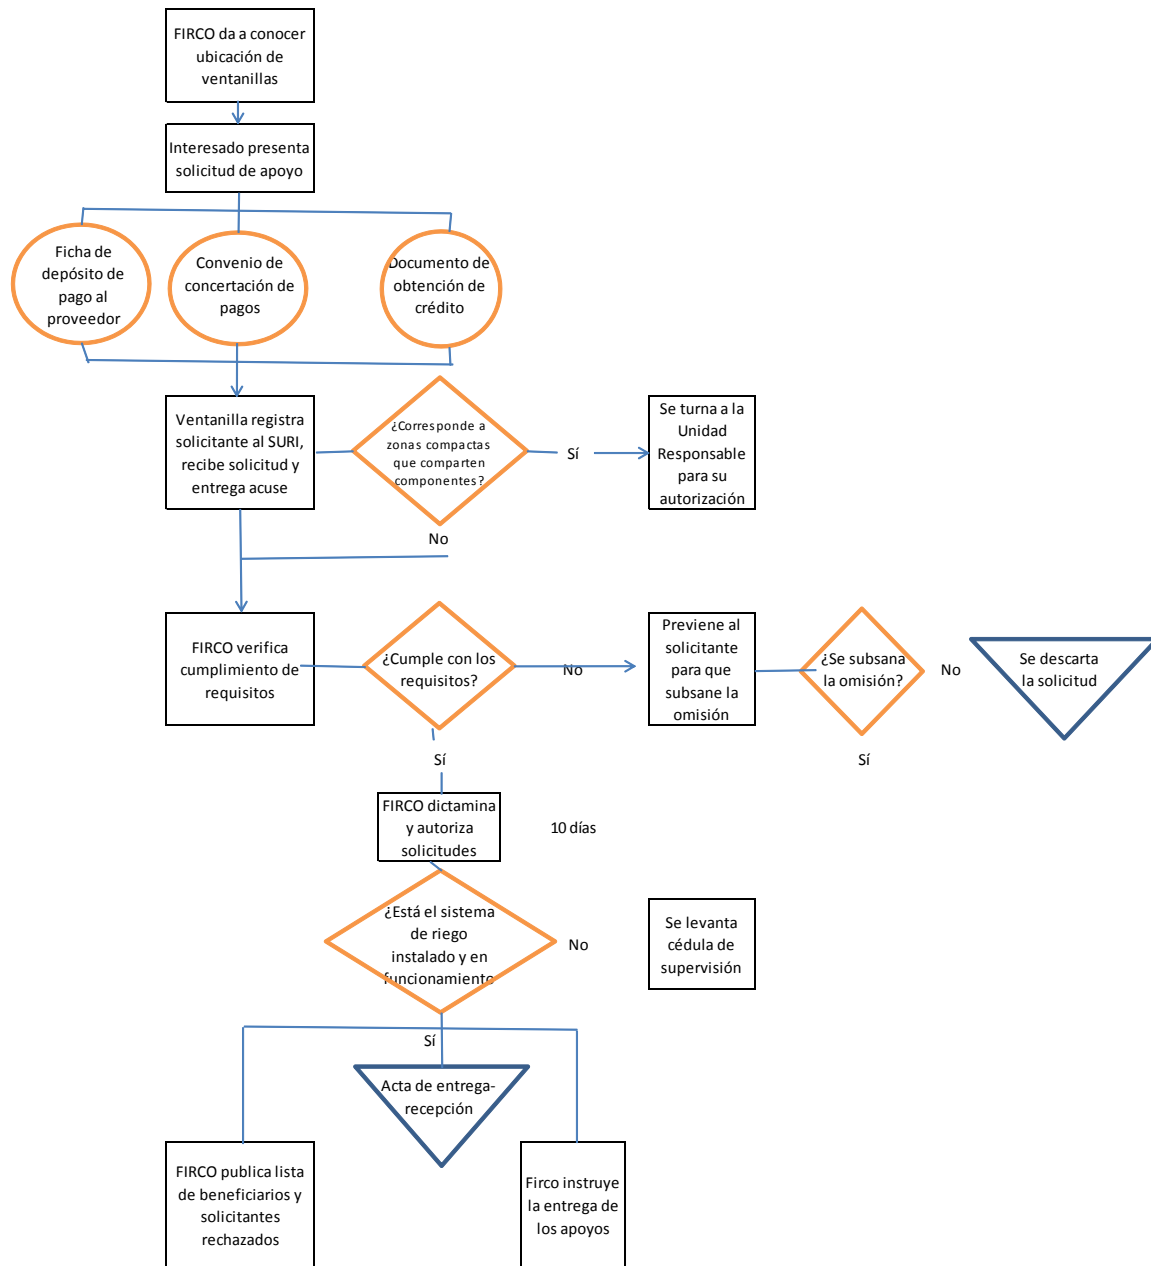 FIRCO da a conocer
ubicación de
ventanillas
Interesado presenta
solicitud de apoyo
Ficha de
depósito de
pago al
proveedor
Convenio de
concertación de
pagos
Documento de
obtención de
crédito
Ventanilla registra
solicitante al SURI,
recibe solicitud y
entrega acuse
¿Corresponde a
zonas compactas
que comparten
componentes?
Sí
Se turna a la
Unidad
Responsable
para su
autorización
No
FIRCO verifica
cumplimiento de
requisitos
¿Cumple con los
requisitos?
No
Previene al
solicitante
para que
subsane la
omisión
¿Se subsana
la omisión?
No
Se descarta
la solicitud
Sí
Sí
FIRCO dictamina
y autoriza
solicitudes
10 días
¿Está el sistema
de riego
instalado y en
funcionamiento
No
Se levanta
cédula de
supervisión
Sí
Acta de entrega-
recepción
FIRCO publica lista
de beneficiarios y
solicitantes
rechazados
Firco instruye
la entrega de
los apoyos